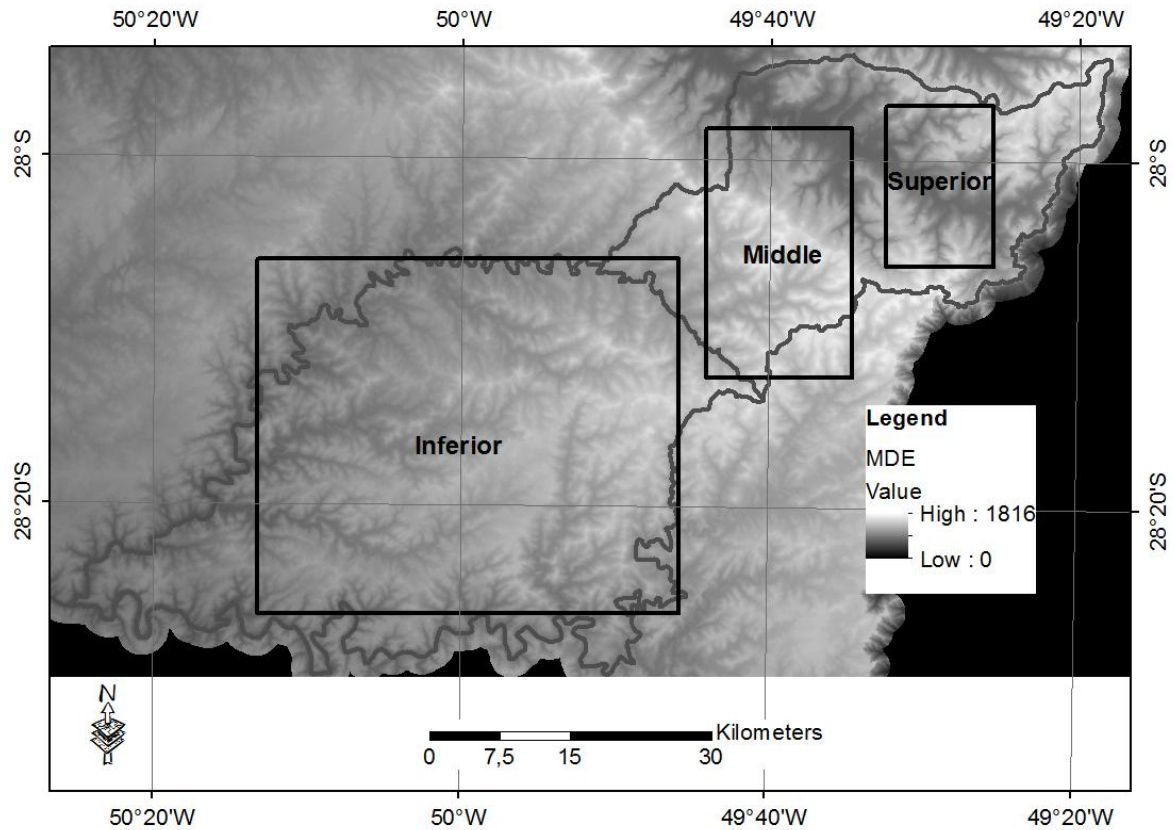 50°20'W 50°W 49°40'W 49°20'W
28°S 28°S
Superior
Middle
Inferior
Legend
MDE
Value
High : 1816
Low : 0
28°20'S 28°20'S
N
Kilometers
0 7,5 15 30
50°20'W 50°W 49°40'W 49°20'W